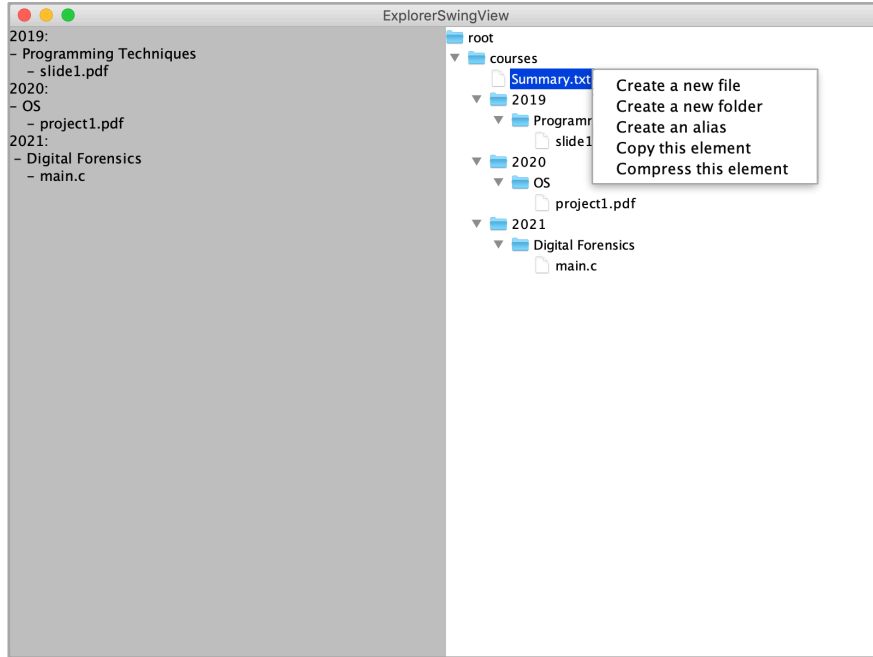 ExplorerSwingView
2019:
– Programming Techniques
– slide1.pdf
2020:
– OS
– project1.pdf
2021:
– Digital Forensics
– main.c
root
courses
Summary.txt
2019
Programm
slide1
2020
OS
project1.pdf
2021
Digital Forensics
main.c
Create a new file
Create a new folder
Create an alias
Copy this element
Compress this element